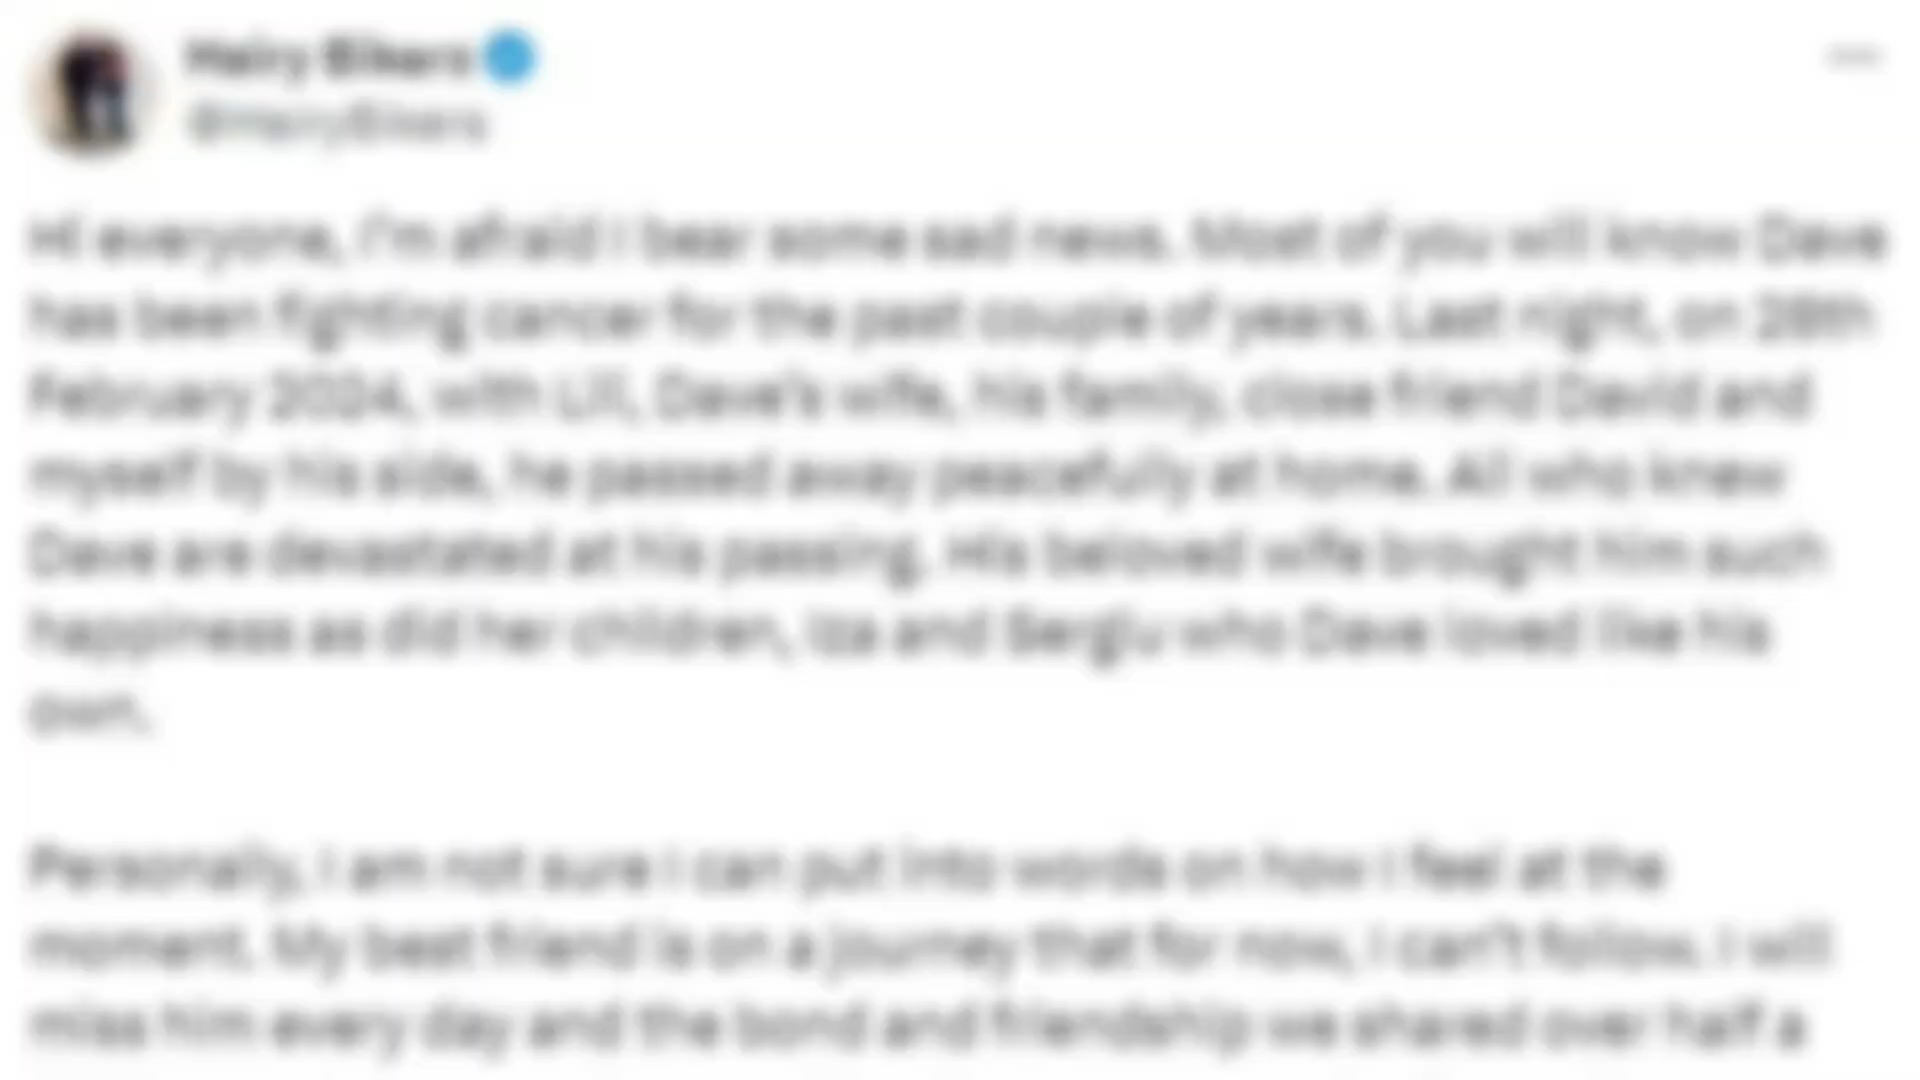 Hairy Bikers
@HairyBikers
Hi everyone, I'm afraid I bear some sad news. Most of you will know Dave
has been fighting cancer for the past couple of years. Last night, on 28th
February 2024, with Lili, Dave's wife, his family, close friend David and
myself by his side, he passed away peacefully at home. All who knew
Dave are devastated at his passing. His beloved wife brought him such
happiness as did her children, Iza and Sergiu who Dave loved like his
own.
Personally, I am not sure I can put into words on how I feel at the
moment. My best friend is on a journey that for now, I can't follow. I will
miss him every day and the bond and friendship we shared over half a